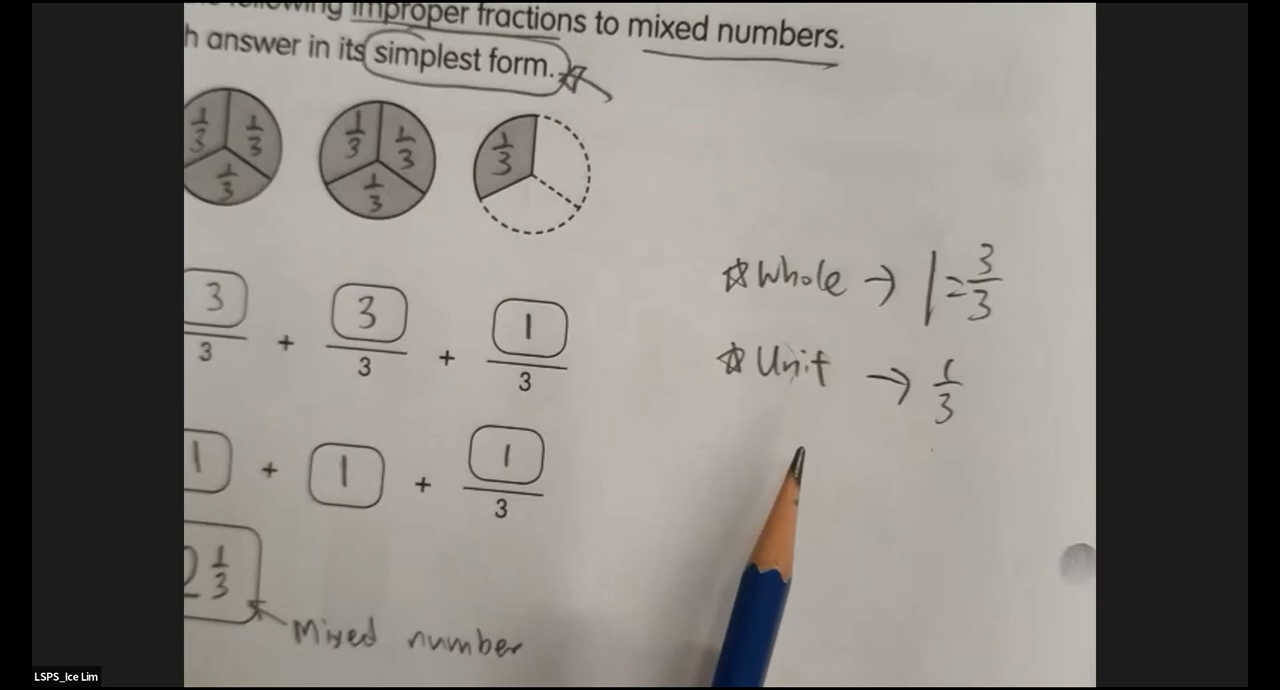 following improper fractions to mixed numbers.
h answer in its simplest form.
1/3 1/3 1/3 1/3 1/3 1/3 1/3
3/3 + 3/3 + 1/3
☆ Whole → 1 = 3/3
☆ Unit → 1/3
1 + 1 + 1/3
2 1/3
Mixed number
LSPS_Ice Lim